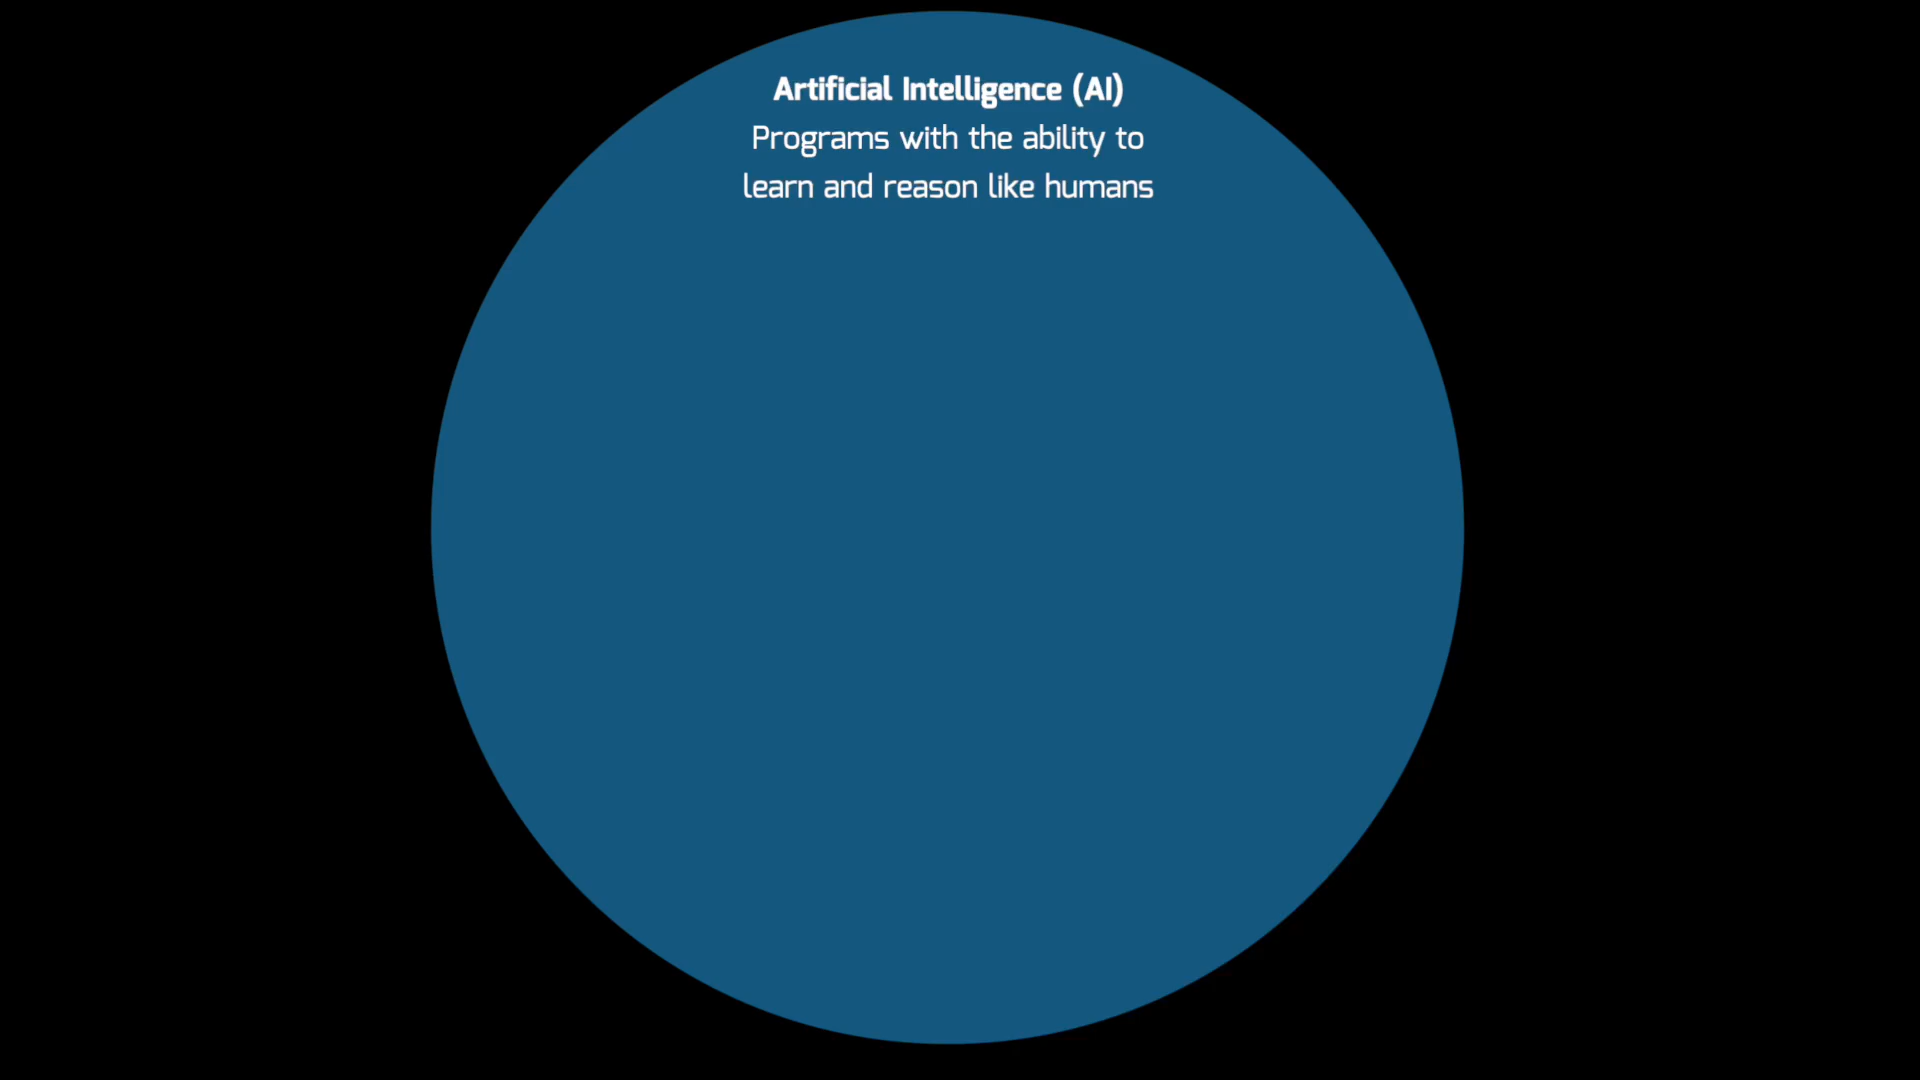 Artificial Intelligence (AI)
Programs with the ability to
learn and reason like humans